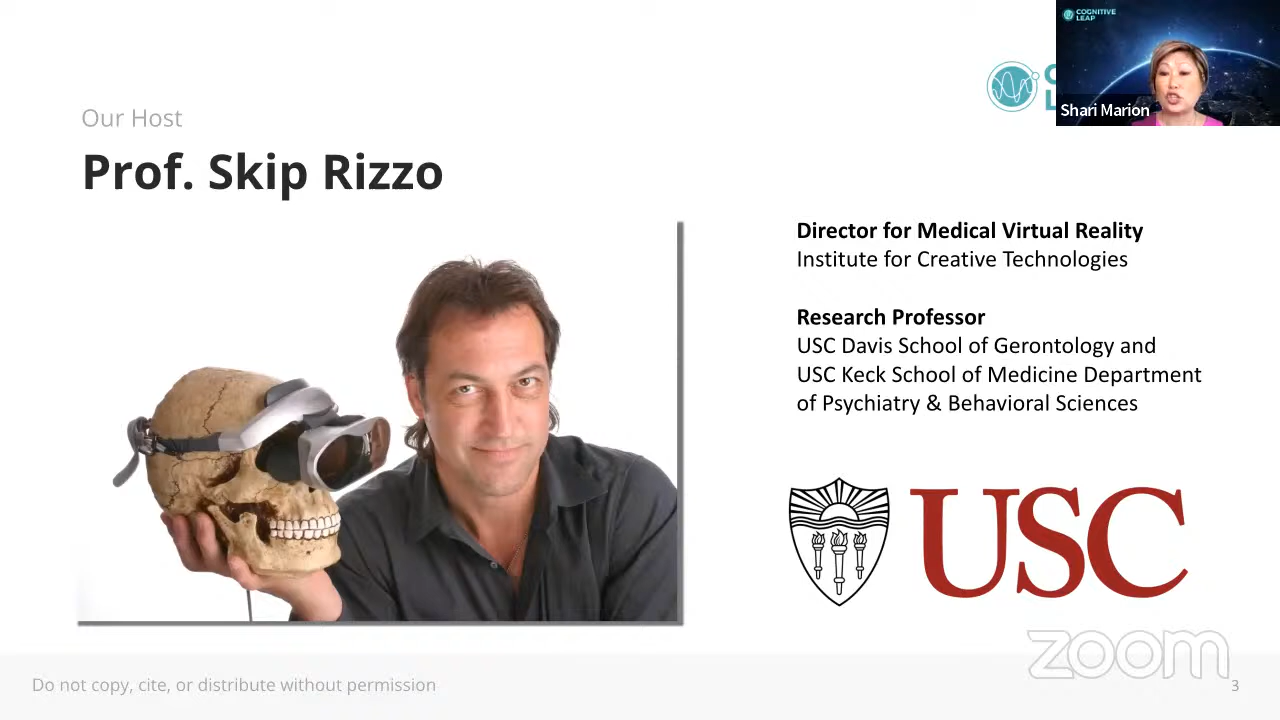 COGNITIVE
LEAP
Shari Marion
Our Host
Prof. Skip Rizzo
Director for Medical Virtual Reality
Institute for Creative Technologies
Research Professor
USC Davis School of Gerontology and
USC Keck School of Medicine Department
of Psychiatry & Behavioral Sciences
USC
zoom
Do not copy, cite, or distribute without permission
3